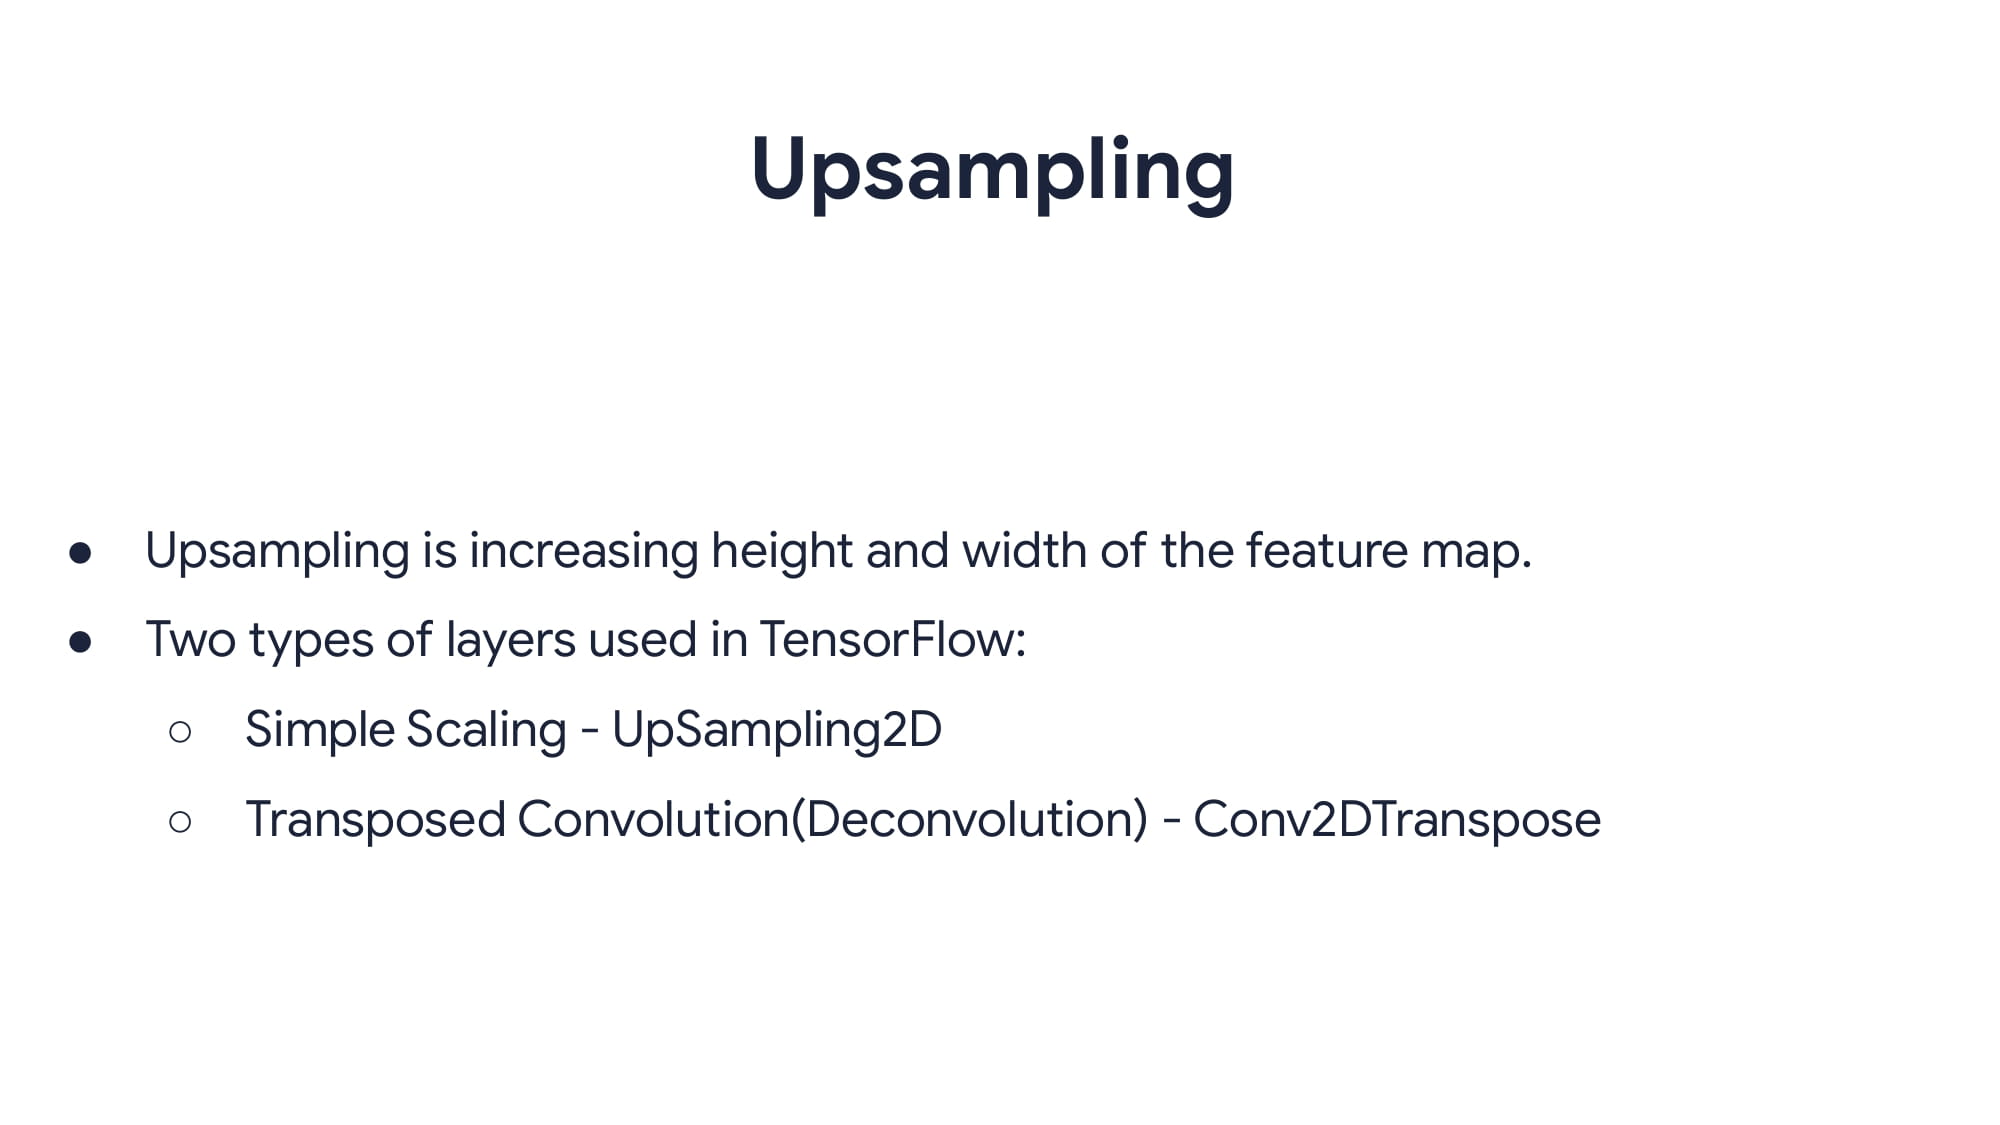 Upsampling
● Upsampling is increasing height and width of the feature map.
● Two types of layers used in TensorFlow:
○ Simple Scaling - UpSampling2D
○ Transposed Convolution(Deconvolution) - Conv2DTranspose